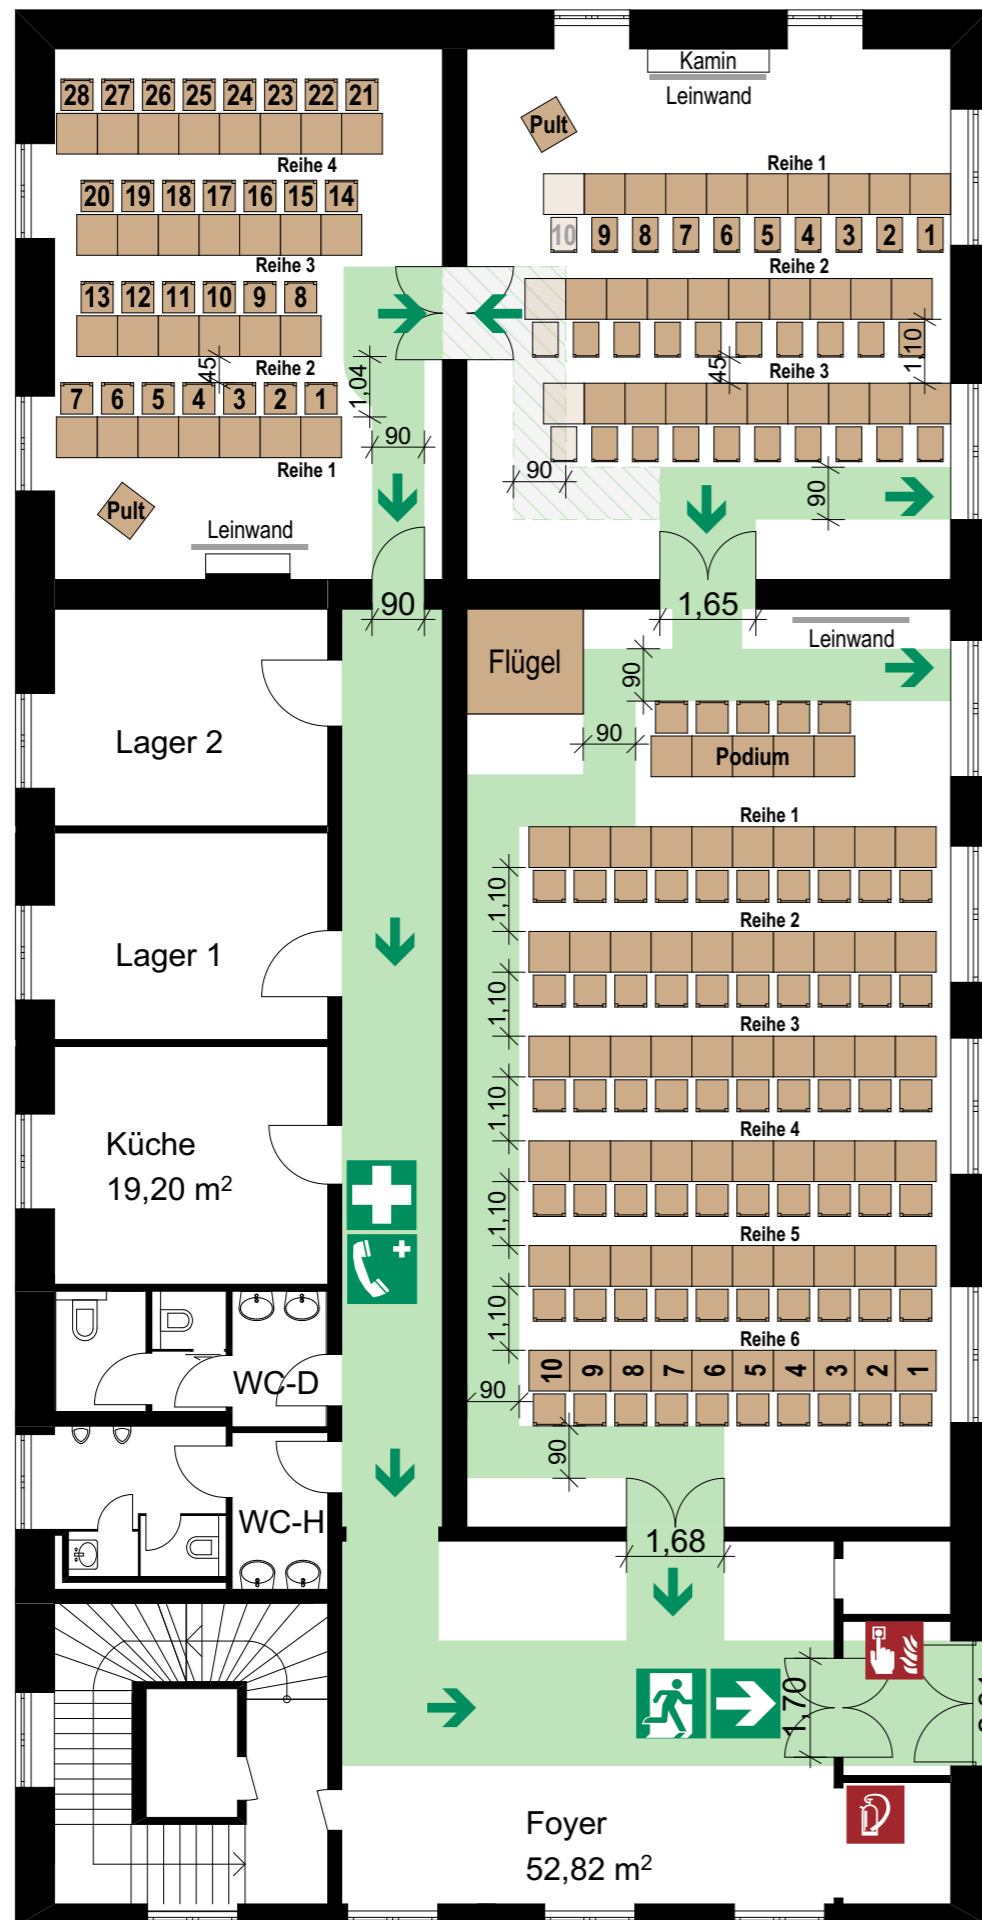 Kamin
Leinwand
Pult
28 27 26 25 24 23 22 21
Reihe 4
20 19 18 17 16 15 14
Reihe 3
13 12 11 10 9 8
Reihe 2
45
7 6 5 4 3 2 1
Reihe 1
1,04
90
Pult
Leinwand
90
Reihe 1
10 9 8 7 6 5 4 3 2 1
Reihe 2
1,10
45
Reihe 3
90
90
1,65
Leinwand
Flügel
90
90
Podium
Lager 2
Lager 1
Küche
19,20 m²
WC-D
WC-H
Reihe 1
1,10
Reihe 2
1,10
Reihe 3
1,10
Reihe 4
1,10
Reihe 5
1,10
Reihe 6
10 9 8 7 6 5 4 3 2 1
90
90
1,68
1,70
Foyer
52,82 m²